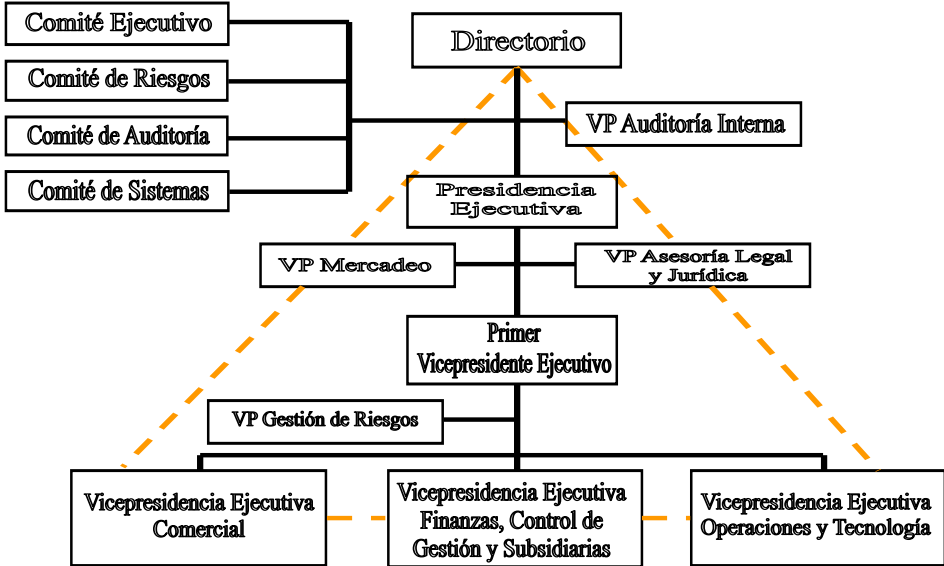 Comité Ejecutivo
Directorio
Comité de Riesgos
Comité de Auditoría
VP Auditoría Interna
Comité de Sistemas
Presidencia
Ejecutiva
VP Mercadeo
VP Asesoría Legal
y Jurídica
Primer
Vicepresidente Ejecutivo
VP Gestión de Riesgos
Vicepresidencia Ejecutiva
Comercial
Vicepresidencia Ejecutiva
Finanzas, Control de
Gestión y Subsidiarias
Vicepresidencia Ejecutiva
Operaciones y Tecnología